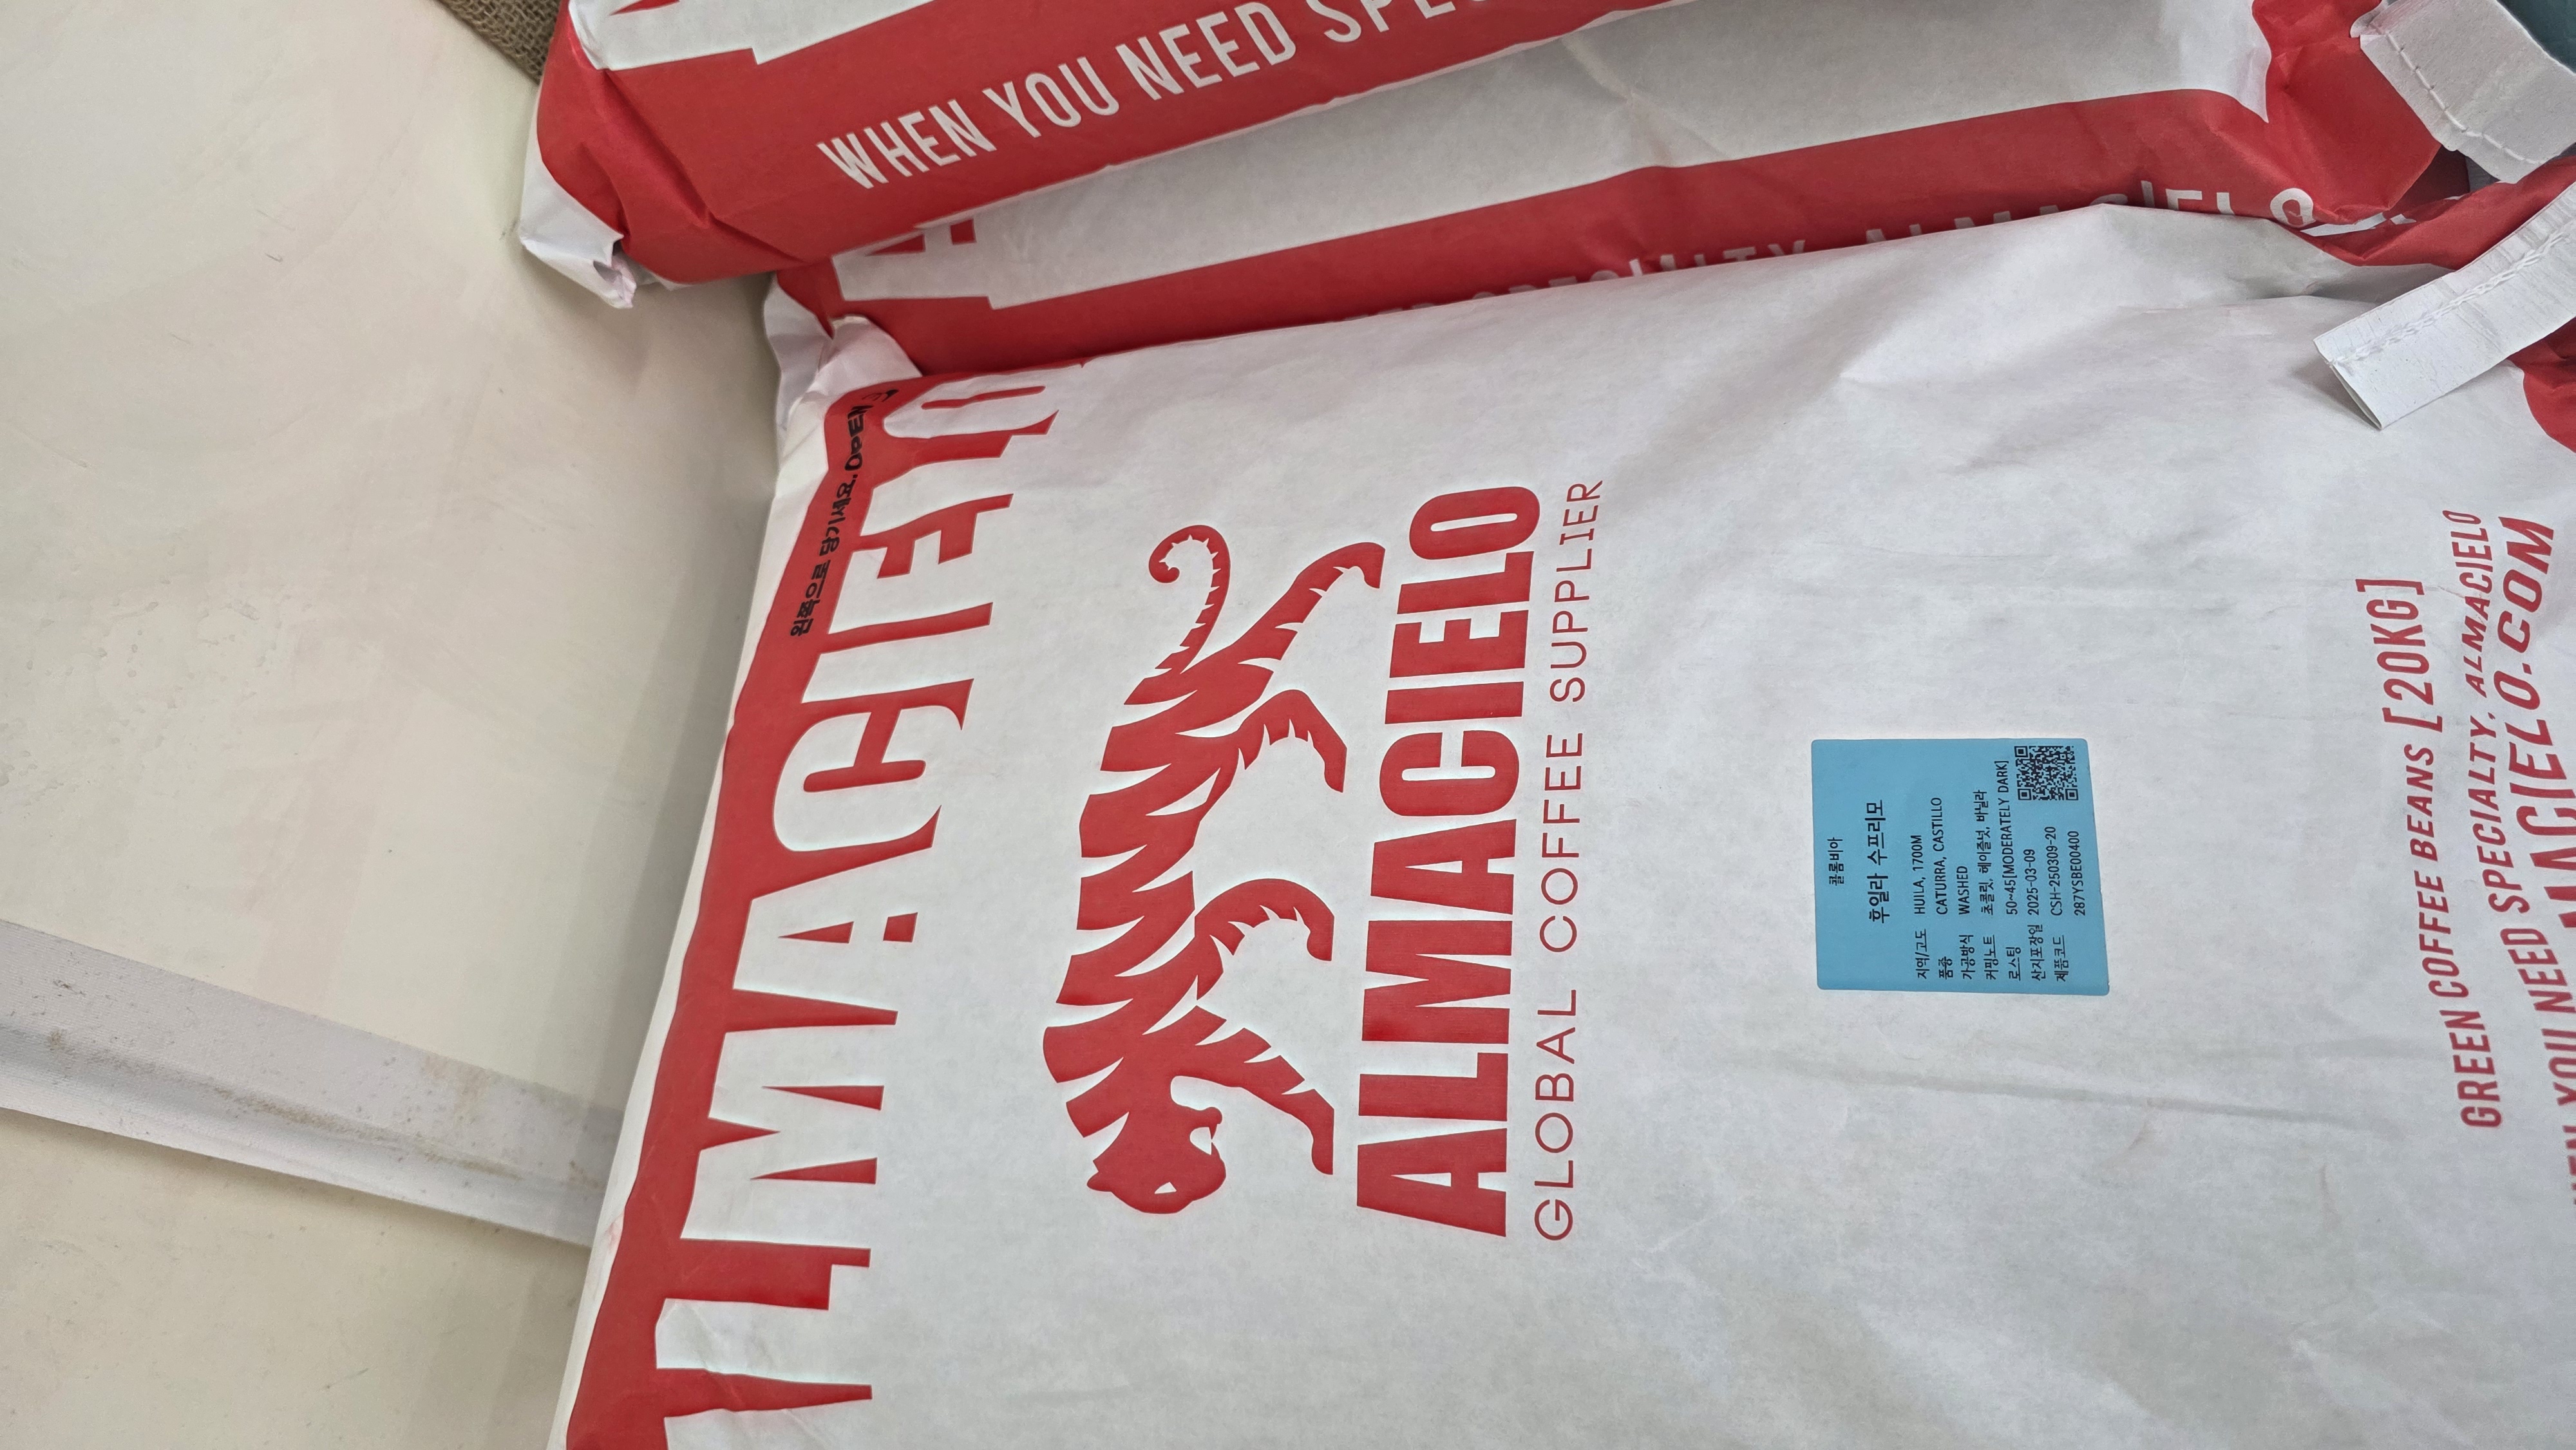 WHEN YOU NEED
SPECIALTY, ALMACIELO
왼쪽으로 당기세요. OPEN
ALMACIELO
ALMACIELO
GLOBAL COFFEE SUPPLIER
콜롬비아
후일라 수프리모
지역/고도 HUILA, 1700M
품종 CATURRA, CASTILLO
가공방식 WASHED
커핑노트 초콜릿, 헤이즐넛, 바닐라
로스팅 50~45[MODERATELY DARK]
산지포장일 2025-03-09
제품코드 CSH-250309-20
287YSBE00400
GREEN COFFEE BEANS [20KG]
WHEN YOU NEED SPECIALTY, ALMACIELO
ALMACIELO.COM